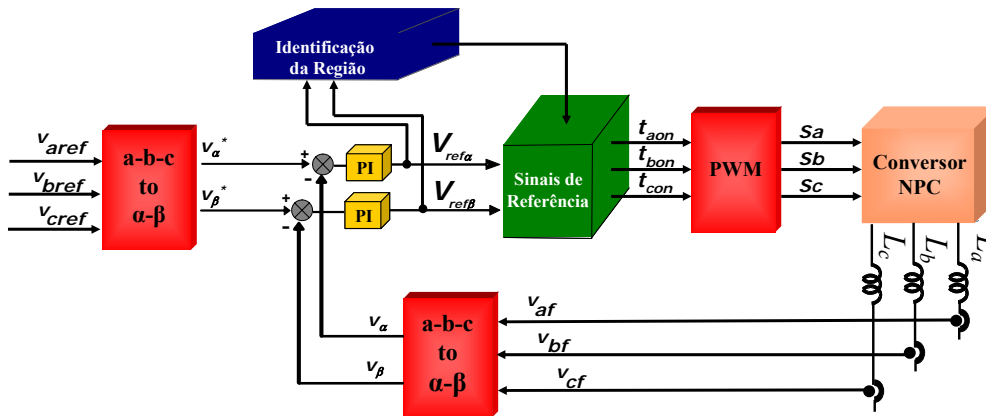 Identificação
da Região
v_aref
v_bref
v_cref
a-b-c
to
α-β
v_α*
v_β*
+
-
+
-
PI
PI
V_refα
V_refβ
Sinais de
Referência
t_aon
t_bon
t_con
PWM
Sa
Sb
Sc
Conversor
NPC
L_c
L_b
L_a
v_α
v_β
a-b-c
to
α-β
v_af
v_bf
v_cf